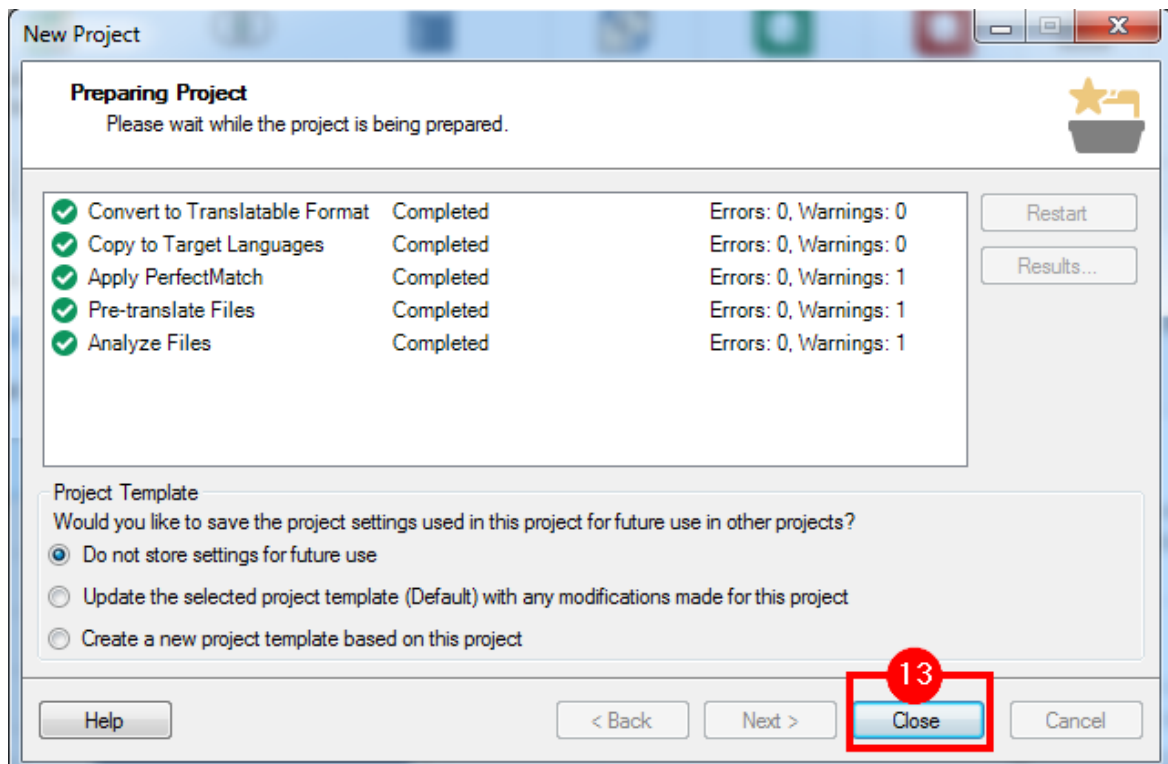 New Project
Preparing Project
Please wait while the project is being prepared.
Convert to Translatable Format Completed Errors: 0, Warnings: 0
Copy to Target Languages Completed Errors: 0, Warnings: 0
Apply PerfectMatch Completed Errors: 0, Warnings: 1
Pre-translate Files Completed Errors: 0, Warnings: 1
Analyze Files Completed Errors: 0, Warnings: 1
Restart
Results...
Project Template
Would you like to save the project settings used in this project for future use in other projects?
Do not store settings for future use
Update the selected project template (Default) with any modifications made for this project
Create a new project template based on this project
13
Help < Back Next > Close Cancel